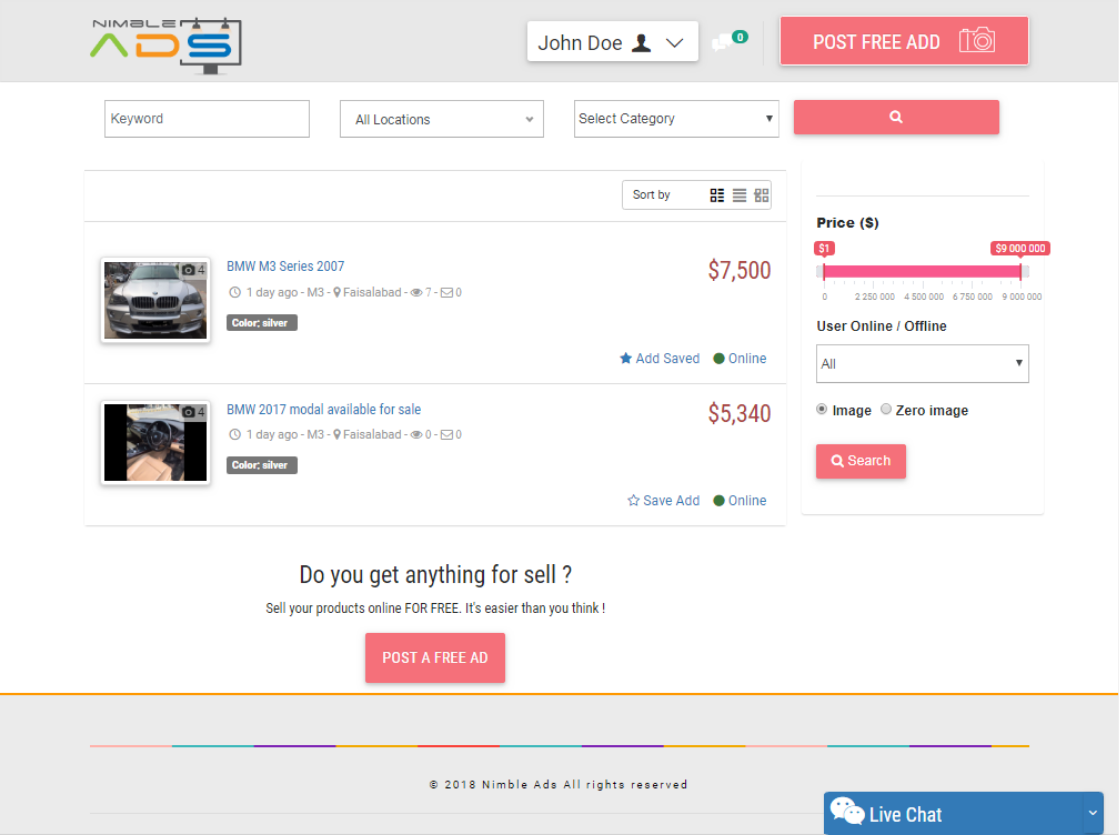 NIMBLE
ADS
John Doe
0
POST FREE ADD
Keyword
All Locations
Select Category
Sort by
BMW M3 Series 2007
$7,500
4
1 day ago - M3 - Faisalabad - 7 - 0
Color: silver
Add Saved
Online
BMW 2017 modal available for sale
$5,340
4
1 day ago - M3 - Faisalabad - 0 - 0
Color: silver
Save Add
Online
Price ($)
$1
$9 000 000
0 2 250 000 4 500 000 6 750 000 9 000 000
User Online / Offline
All
Image Zero image
Search
Do you get anything for sell ?
Sell your products online FOR FREE. It's easier than you think !
POST A FREE AD
© 2018 Nimble Ads All rights reserved
Live Chat